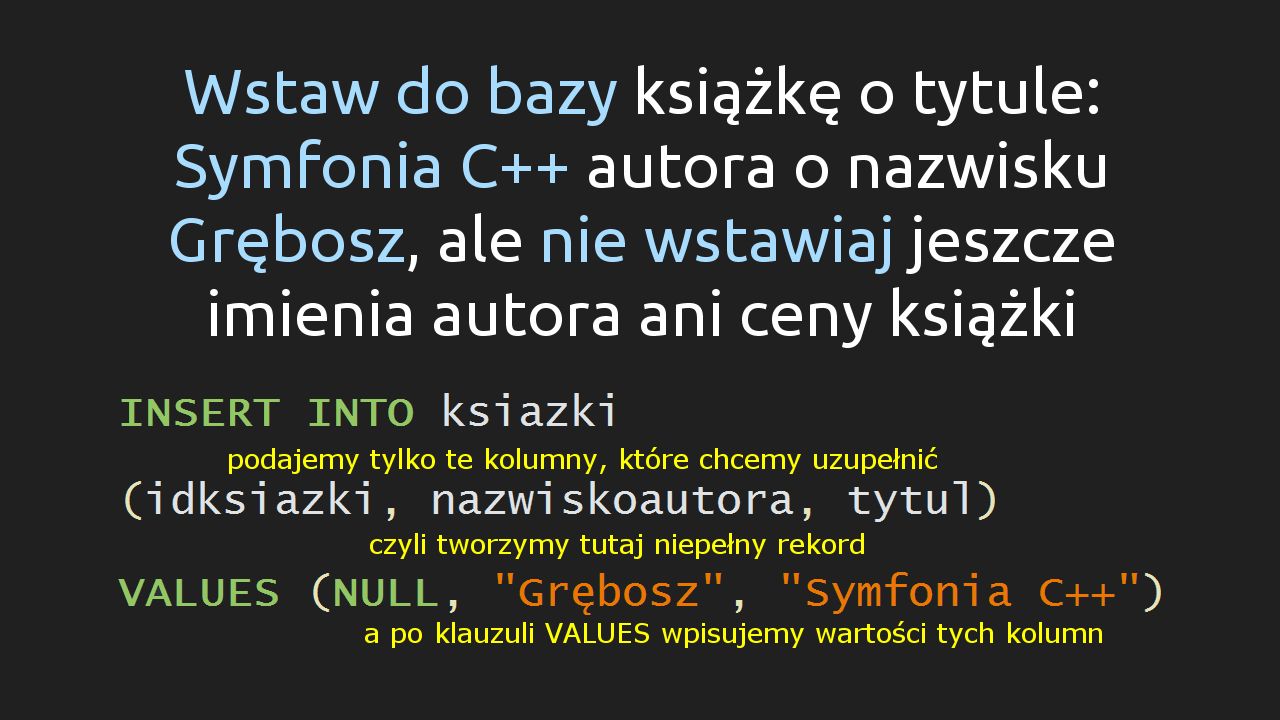 Wstaw do bazy książkę o tytule:
Symfonia C++ autora o nazwisku
Grębosz, ale nie wstawiaj jeszcze
imienia autora ani ceny książki
INSERT INTO ksiazki
podajemy tylko te kolumny, które chcemy uzupełnić
(idksiazki, nazwiskoautora, tytul)
czyli tworzymy tutaj niepełny rekord
VALUES (NULL, "Grębosz", "Symfonia C++")
a po klauzuli VALUES wpisujemy wartości tych kolumn